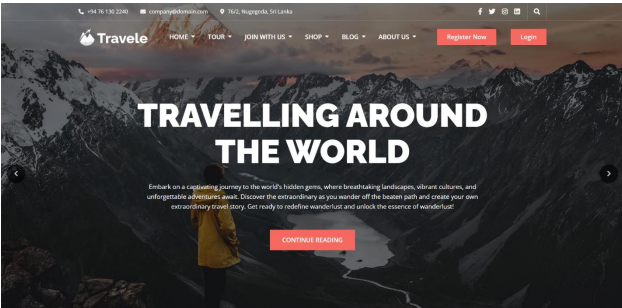 +94 76 131 2240 company@domain.com 76/2, Nugegoda, Sri Lanka
Travele HOME TOUR JOIN WITH US SHOP BLOG ABOUT US Register Now Login
TRAVELLING AROUND
THE WORLD
Embark on a captivating journey to the world's hidden gems, where breathtaking landscapes, vibrant cultures, and
unforgettable adventures await. Discover the extraordinary as you wander off the beaten path and create your own
extraordinary travel story. Get ready to redefine wanderlust and unlock the essence of wanderlust!
CONTINUE READING